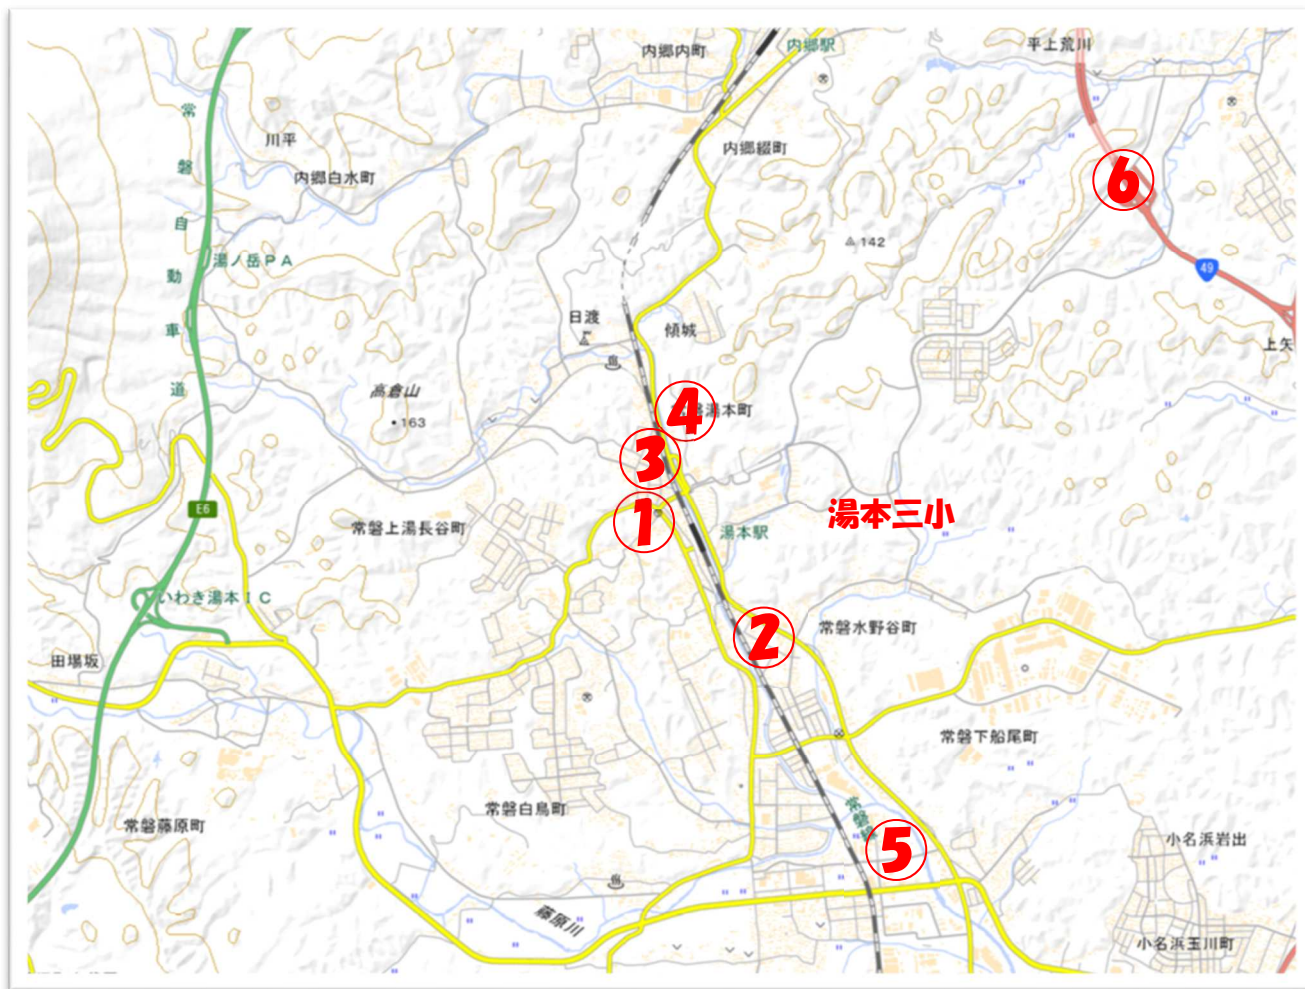 内郷内町
内郷駅
平上荒川
常磐自動車道
川平
内郷白水町
内郷綴町
6
湯ノ岳PA
142
49
日渡
傾城
上矢
高倉山
163
4
湯本町
3
E6
1
湯本三小
常磐上湯長谷町
湯本駅
いわき湯本IC
2
常磐水野谷町
田場坂
常磐下船尾町
常磐白鳥町
常磐藤原町
常磐線
5
小名浜岩出
藤原川
小名浜玉川町